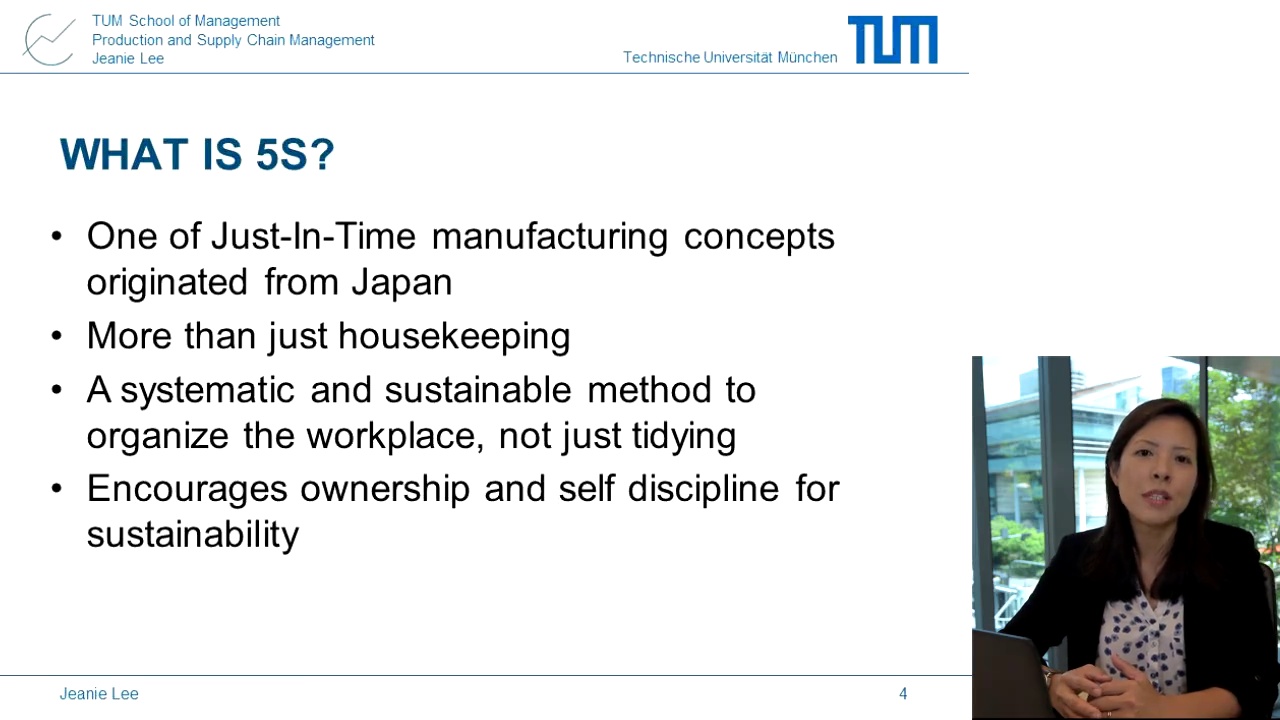 TUM School of Management
Production and Supply Chain Management
Jeanie Lee
Technische Universität München
TUM
WHAT IS 5S?
• One of Just-In-Time manufacturing concepts
originated from Japan
• More than just housekeeping
• A systematic and sustainable method to
organize the workplace, not just tidying
• Encourages ownership and self discipline for
sustainability
Jeanie Lee
4